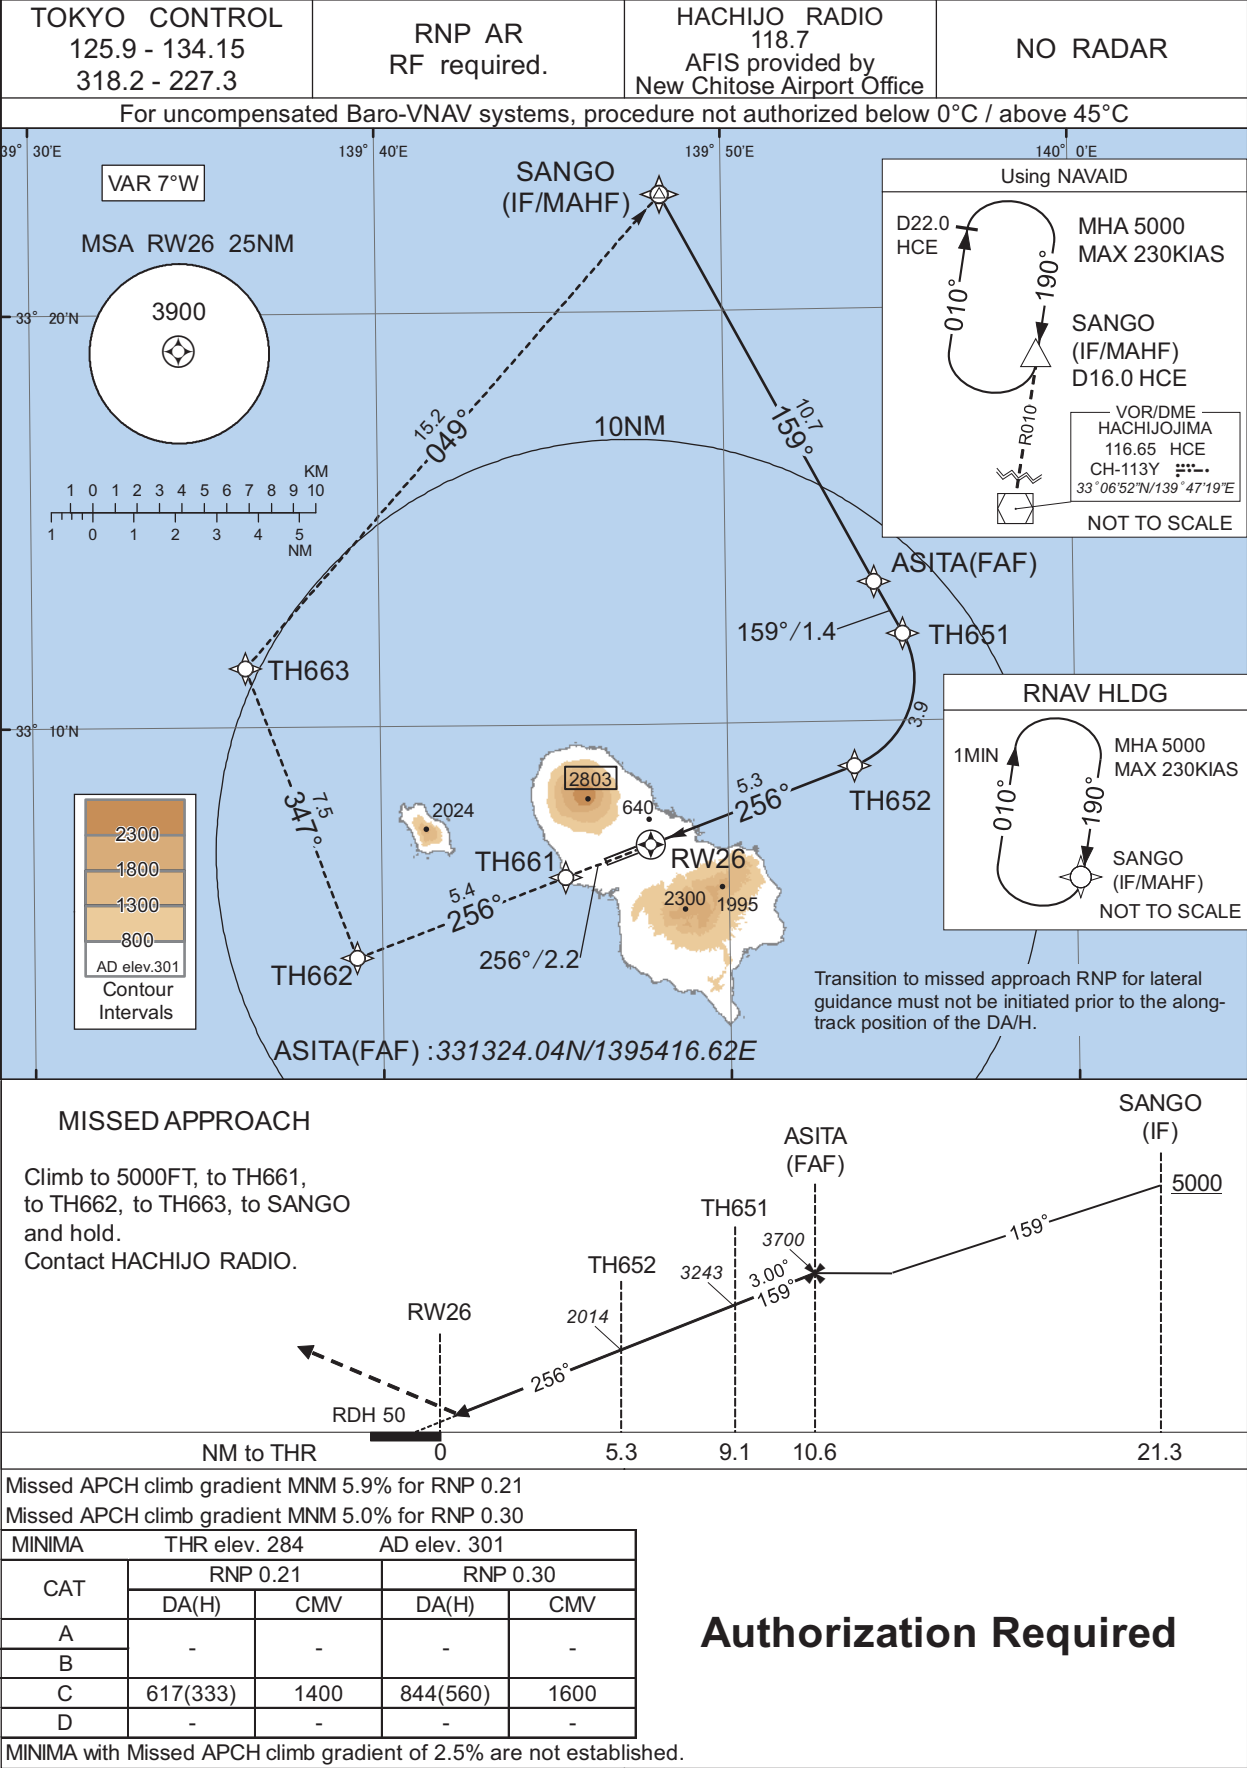 TOKYO CONTROL
125.9 - 134.15
318.2 - 227.3
RNP AR
RF required.
HACHIJO RADIO
118.7
AFIS provided by
New Chitose Airport Office
NO RADAR
For uncompensated Baro-VNAV systems, procedure not authorized below 0°C / above 45°C
39° 30'E
139° 40'E
139° 50'E
140° 0'E
VAR 7°W
MSA RW26 25NM
3900
33° 20'N
KM
1 0 1 2 3 4 5 6 7 8 9 10
1 0 1 2 3 4 5
NM
SANGO
(IF/MAHF)
15.2
049°
10.7
159°
10NM
Using NAVAID
D22.0
HCE
MHA 5000
MAX 230KIAS
010°
190°
SANGO
(IF/MAHF)
D16.0 HCE
R010
VOR/DME
HACHIJOJIMA
116.65 HCE
CH-113Y
33°06'52"N/139°47'19"E
NOT TO SCALE
ASITA(FAF)
159°/1.4
TH651
TH663
33° 10'N
3.9
RNAV HLDG
1MIN
MHA 5000
MAX 230KIAS
010°
190°
SANGO
(IF/MAHF)
NOT TO SCALE
7.5
347°
2803
640
2024
5.3
256°
TH652
TH661
RW26
5.4
256°
2300
1995
256°/2.2
TH662
2300
1800
1300
800
AD elev.301
Contour
Intervals
Transition to missed approach RNP for lateral
guidance must not be initiated prior to the along-
track position of the DA/H.
ASITA(FAF) :331324.04N/1395416.62E
MISSED APPROACH
Climb to 5000FT, to TH661,
to TH662, to TH663, to SANGO
and hold.
Contact HACHIJO RADIO.
SANGO
(IF)
5000
ASITA
(FAF)
159°
TH651
3700
TH652
3243
3.00°
159°
RW26
2014
256°
RDH 50
NM to THR 0 5.3 9.1 10.6 21.3
Missed APCH climb gradient MNM 5.9% for RNP 0.21
Missed APCH climb gradient MNM 5.0% for RNP 0.30
MINIMA THR elev. 284 AD elev. 301
CAT RNP 0.21 RNP 0.30
DA(H) CMV DA(H) CMV
A
- - - -
B
C 617(333) 1400 844(560) 1600
D - - - -
MINIMA with Missed APCH climb gradient of 2.5% are not established.
Authorization Required